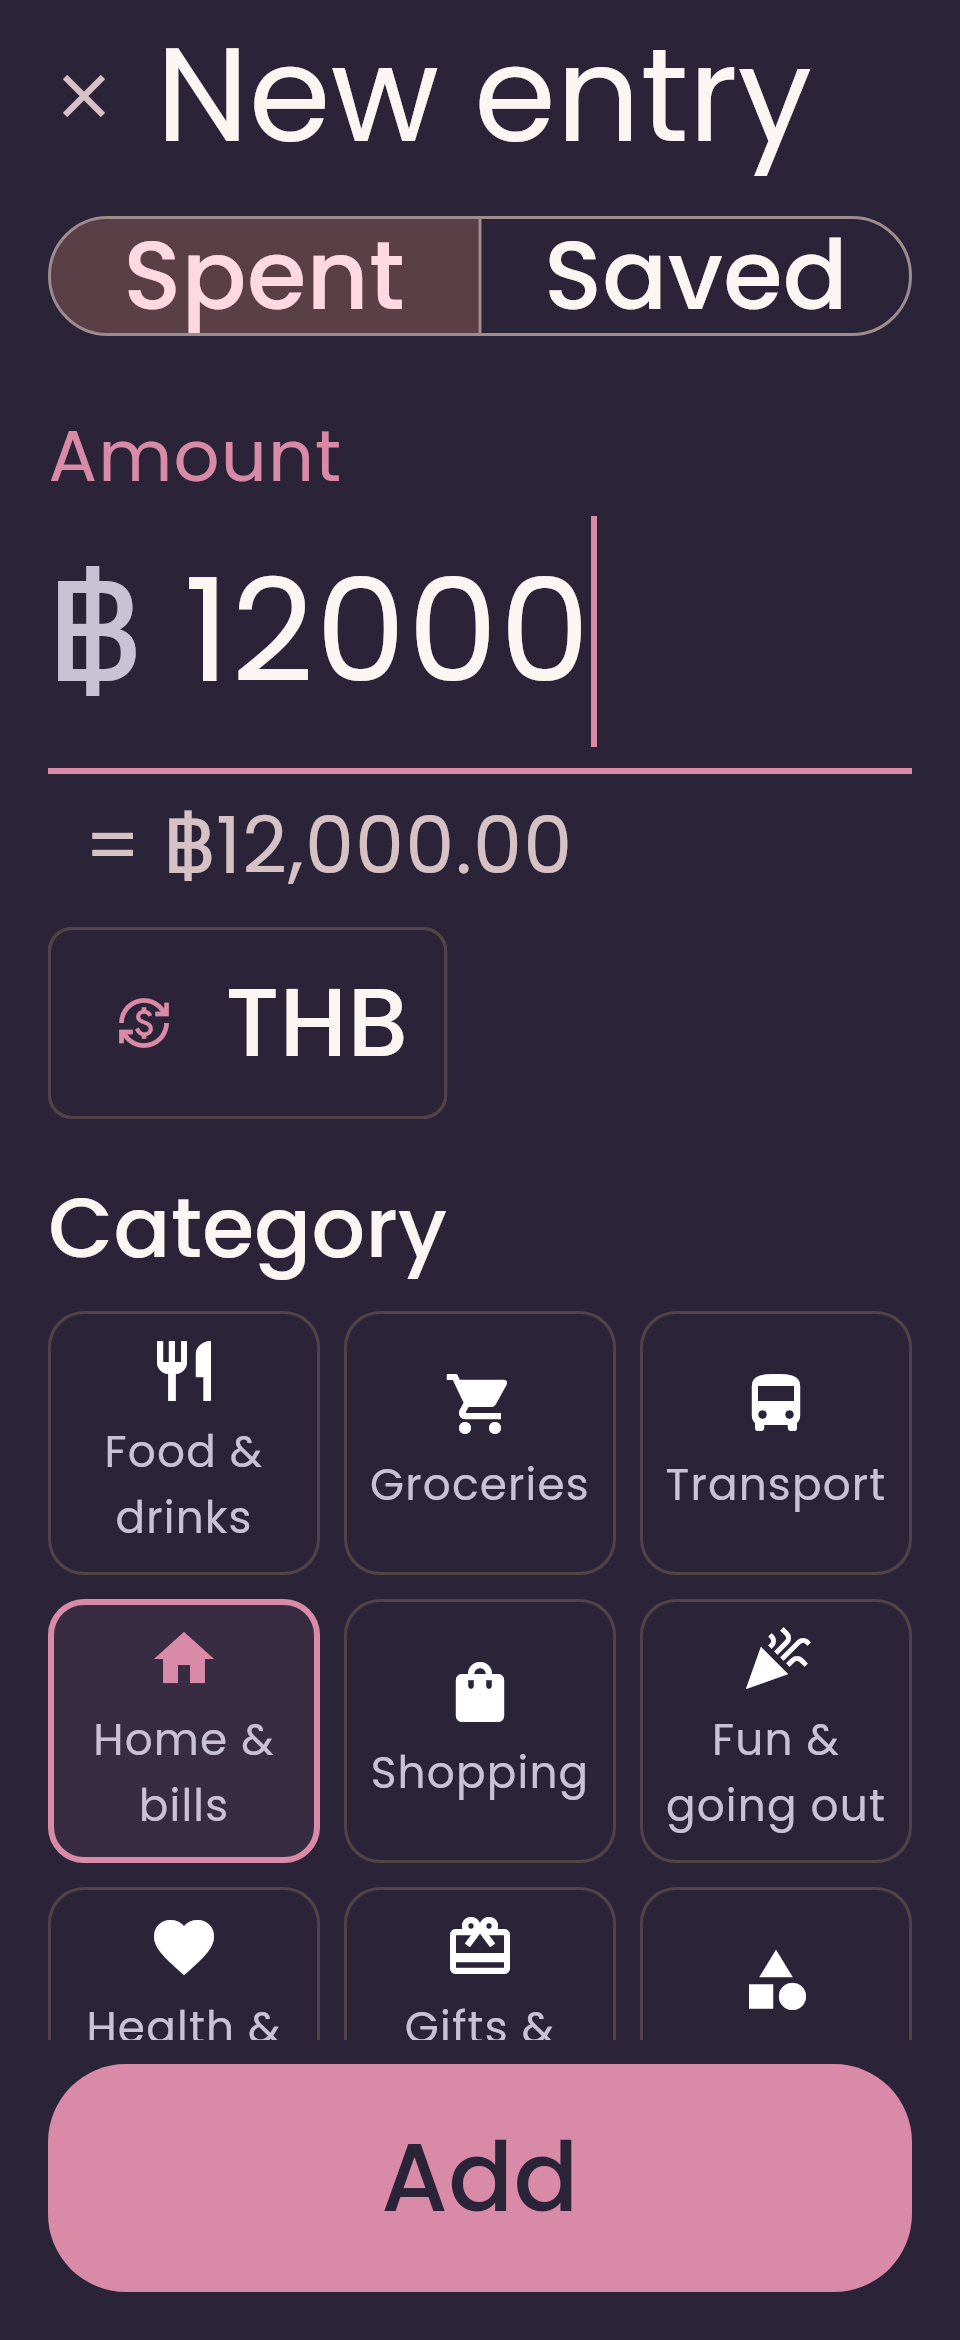 New entry
Spent
Saved
Amount
฿ 12000
= ฿12,000.00
THB
Category
Food &
drinks
Groceries
Transport
Home &
bills
Shopping
Fun &
going out
Health &
Gifts &
Add